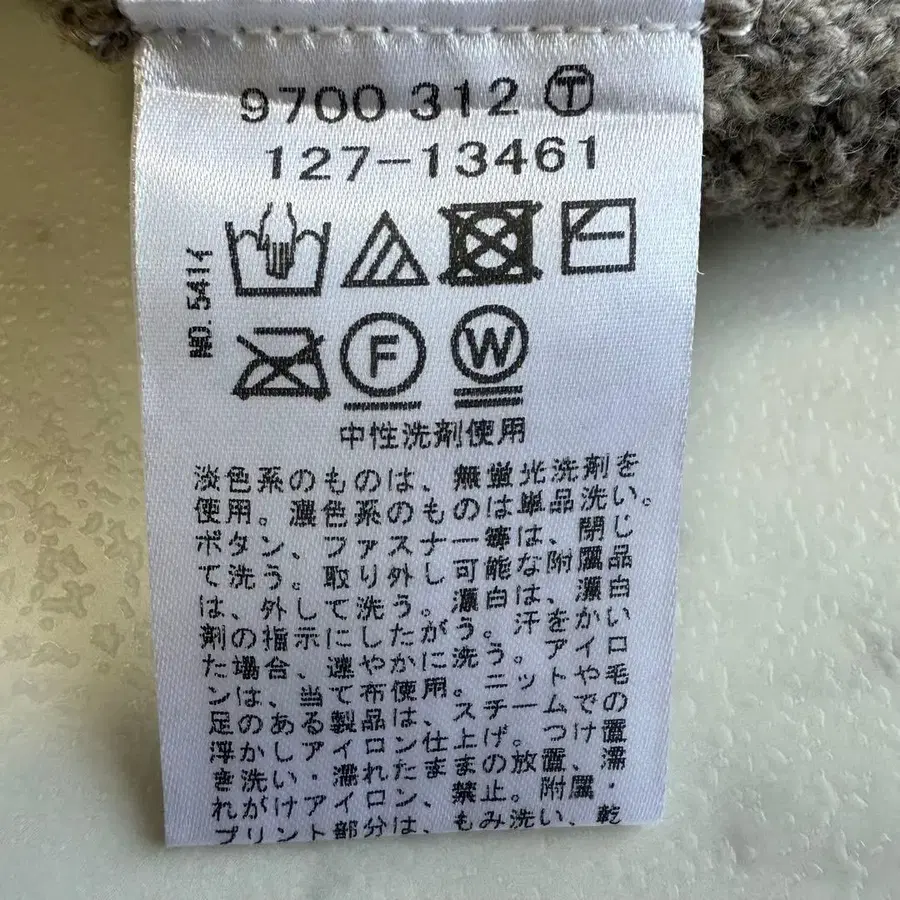 9700 312 Ⓣ
127-13461
NO. 541イ
F W
中性洗剤使用
淡色系のものは、無蛍光洗剤を
使用。濃色系のものは単品洗い。
ボタン、ファスナー等は、閉じ
て洗う。取り外し可能な附属品
は、外して洗う。漂白は、漂白
剤の指示にしたがう。汗をかい
た場合、速やかに洗う。アイロ
ンは、当て布使用。ニットや毛
足のある製品は、スチームでの
浮かしアイロン仕上げ。つけ置
き洗い・濡れたままの放置、濡
れがけアイロン、禁止。附属・
プリント部分は、もみ洗い、乾